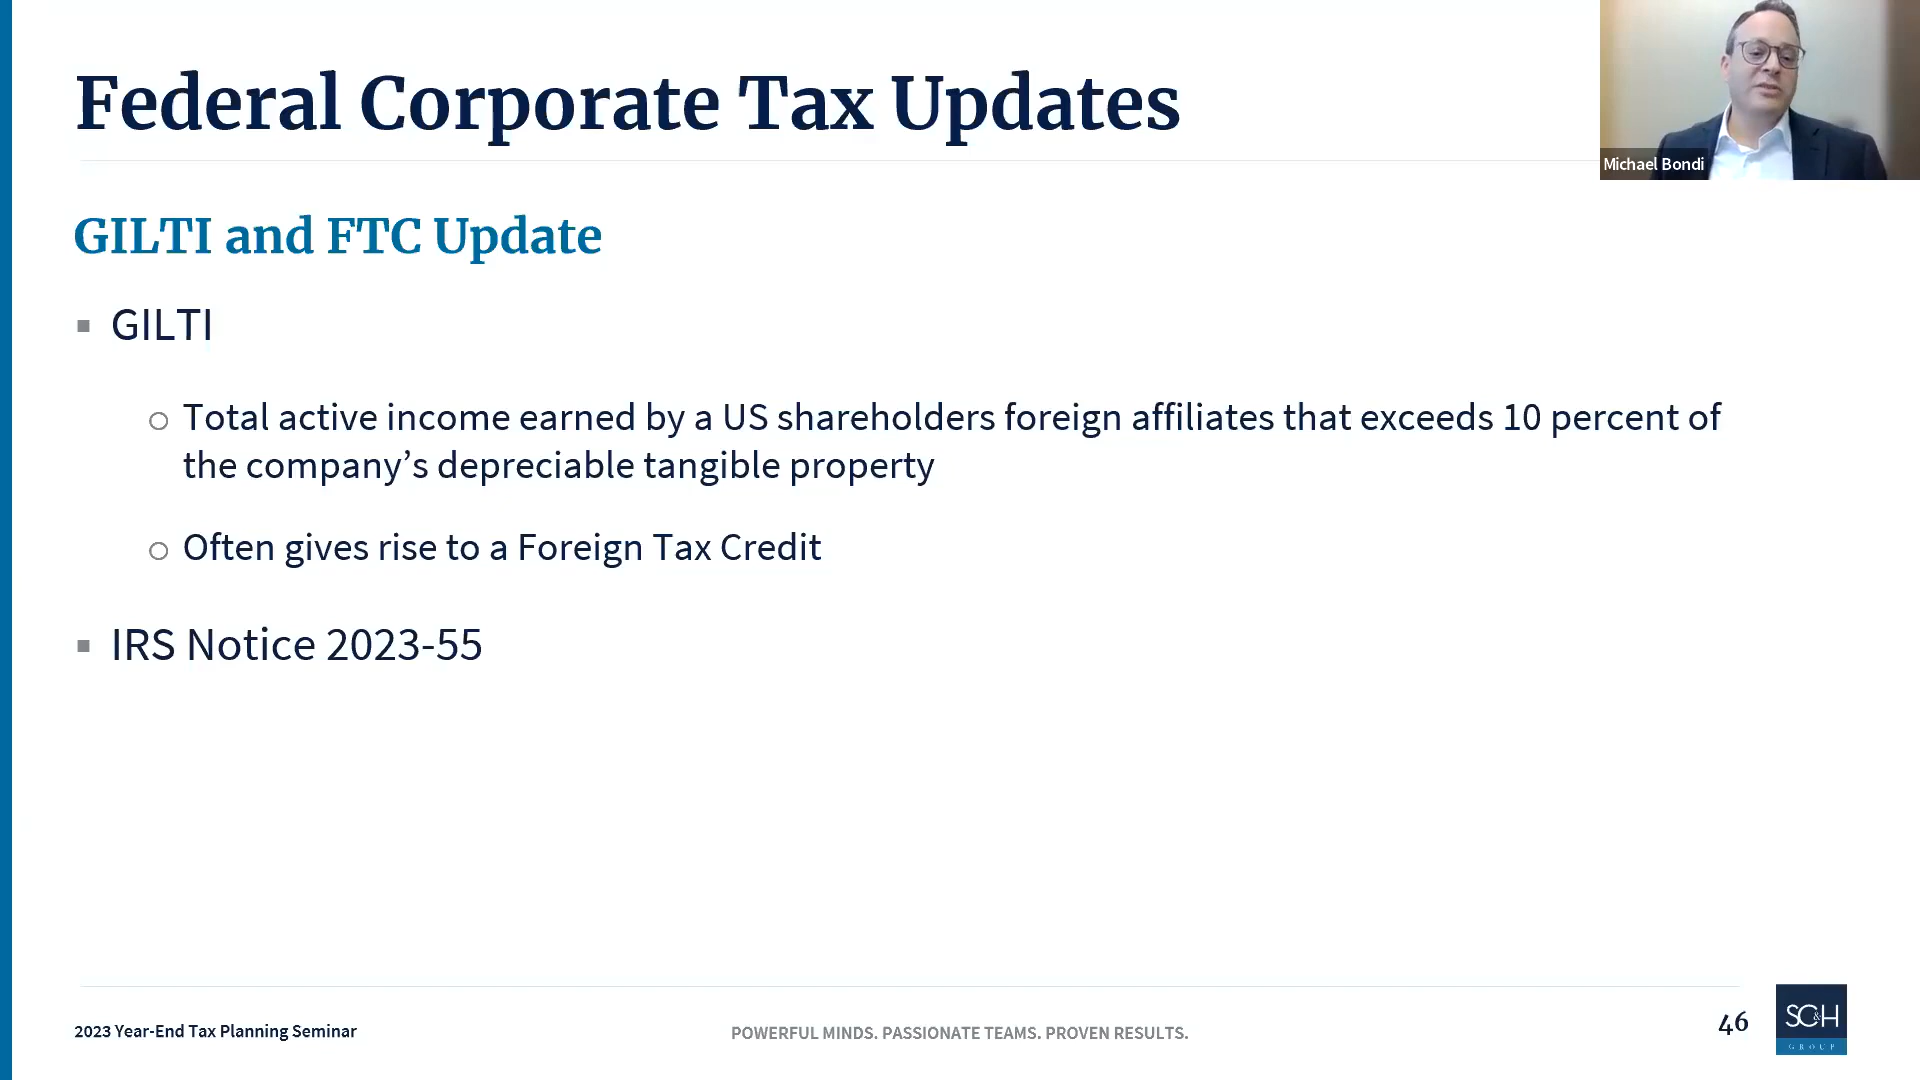 Federal Corporate Tax Updates
Michael Bondi
GILTI and FTC Update
▪ GILTI
○ Total active income earned by a US shareholders foreign affiliates that exceeds 10 percent of
the company’s depreciable tangible property
○ Often gives rise to a Foreign Tax Credit
▪ IRS Notice 2023-55
2023 Year-End Tax Planning Seminar
POWERFUL MINDS. PASSIONATE TEAMS. PROVEN RESULTS.
46
SC&H
GROUP